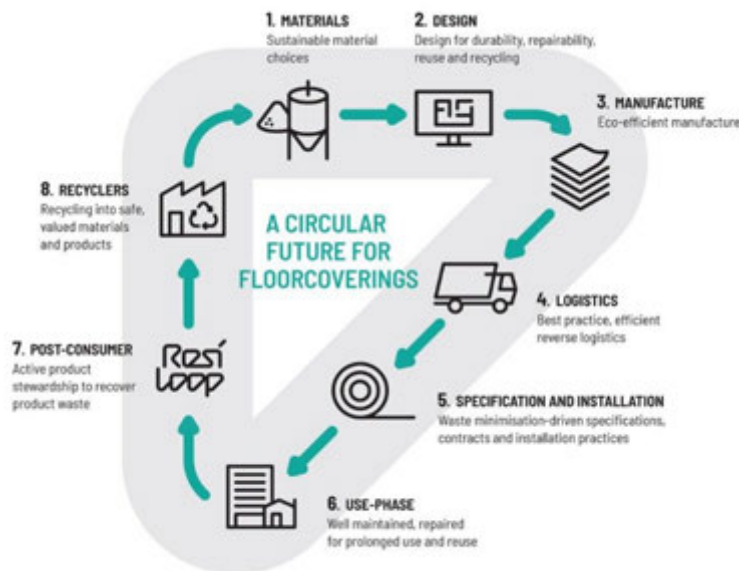 1. MATERIALS
Sustainable material
choices
2. DESIGN
Design for durability, repairability,
reuse and recycling
3. MANUFACTURE
Eco-efficient manufacture
8. RECYCLERS
Recycling into safe,
valued materials
and products
A CIRCULAR
FUTURE FOR
FLOORCOVERINGS
4. LOGISTICS
Best practice, efficient
reverse logistics
7. POST-CONSUMER
Active product
stewardship to recover
product waste
Resi
Loop
5. SPECIFICATION AND INSTALLATION
Waste minimisation-driven specifications,
contracts and installation practices
6. USE-PHASE
Well maintained, repaired
for prolonged use and reuse